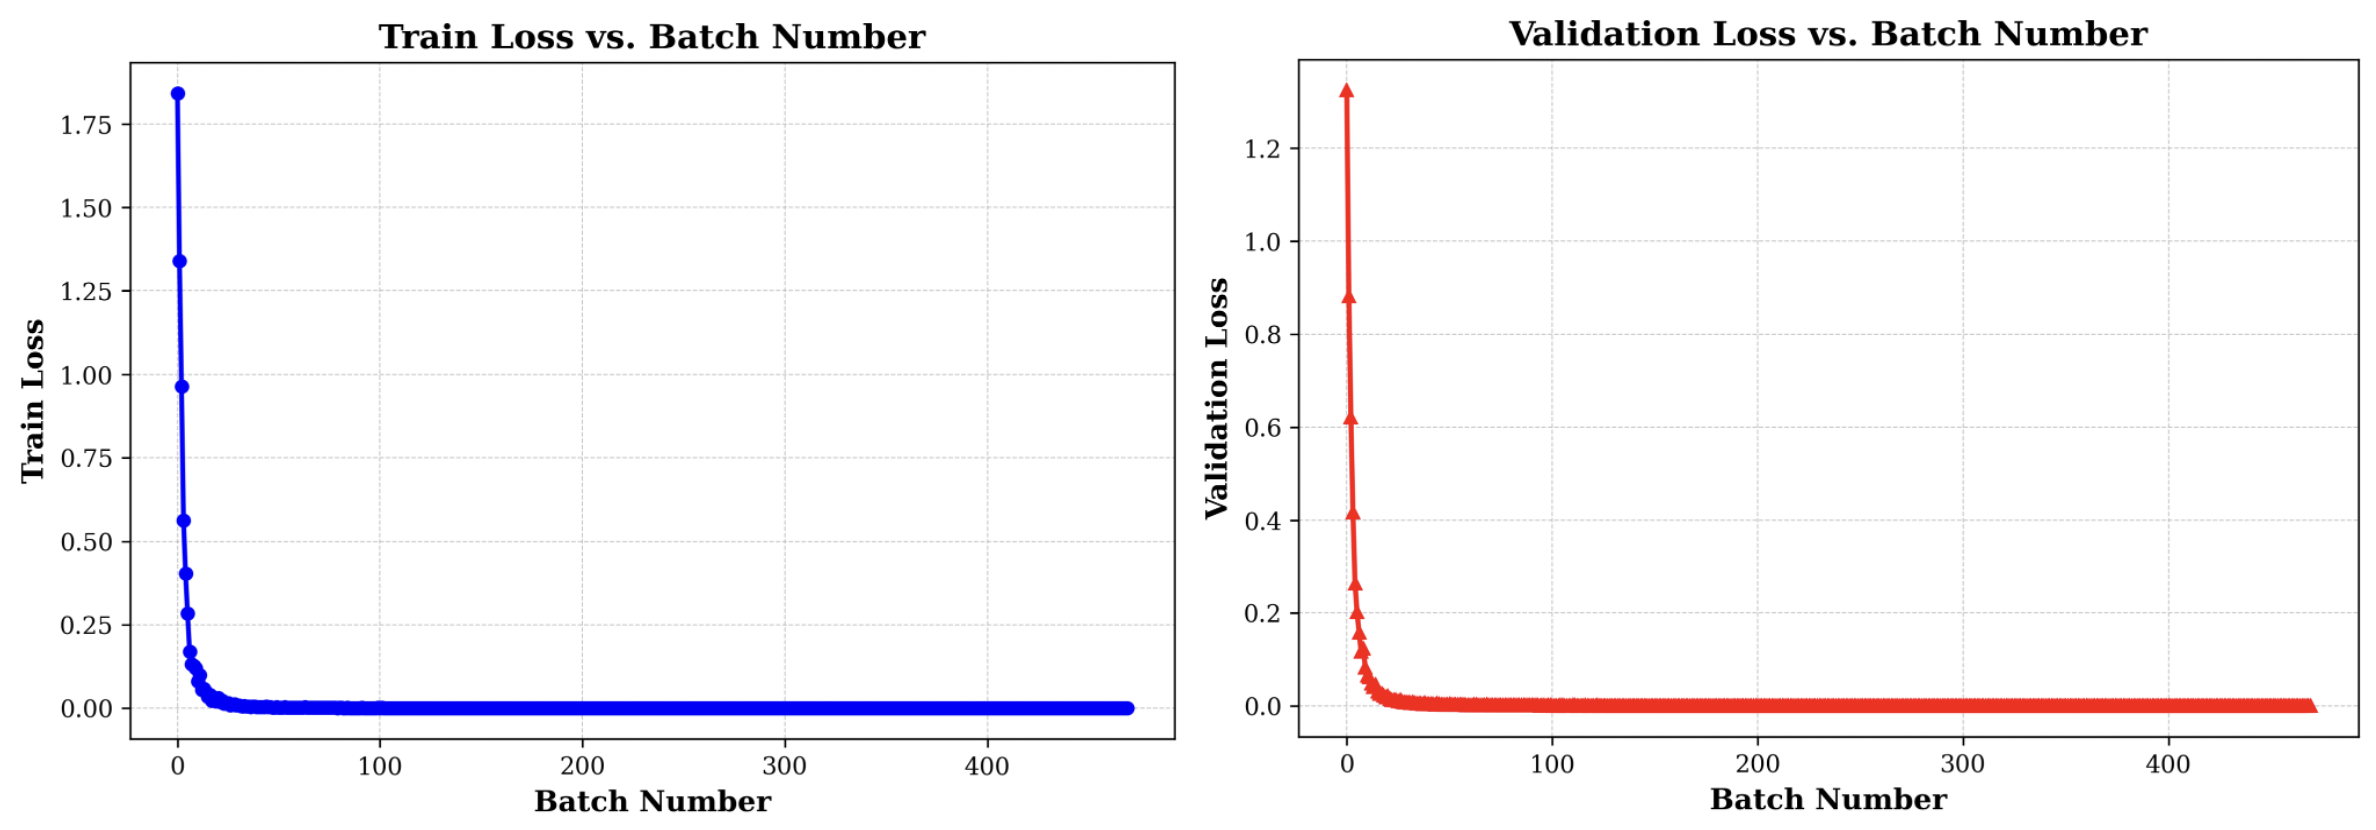 Train Loss vs. Batch Number
1.75
1.50
1.25
1.00
0.75
0.50
0.25
0.00
Train Loss
0 100 200 300 400
Batch Number
Validation Loss vs. Batch Number
1.2
1.0
0.8
0.6
0.4
0.2
0.0
Validation Loss
0 100 200 300 400
Batch Number